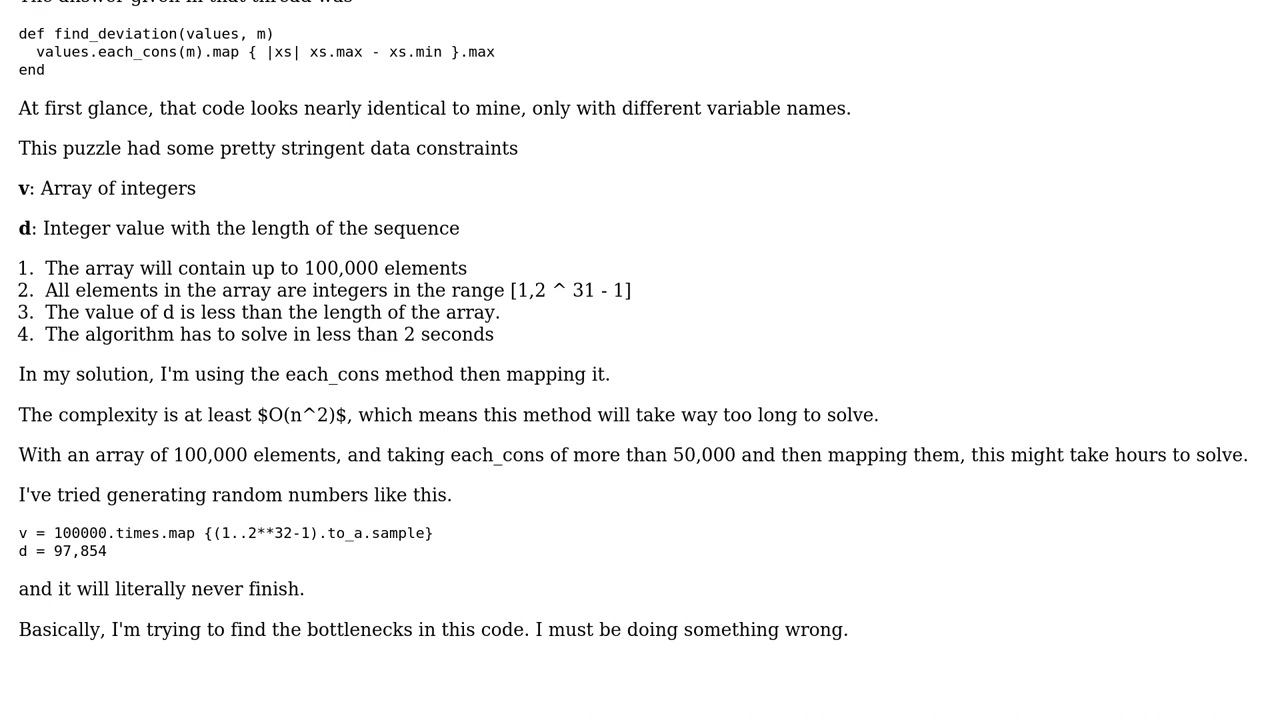 The answer given in that thread was
def find_deviation(values, m)
  values.each_cons(m).map { |xs| xs.max - xs.min }.max
end
At first glance, that code looks nearly identical to mine, only with different variable names.
This puzzle had some pretty stringent data constraints
v: Array of integers
d: Integer value with the length of the sequence
1. The array will contain up to 100,000 elements
2. All elements in the array are integers in the range [1,2 ^ 31 - 1]
3. The value of d is less than the length of the array.
4. The algorithm has to solve in less than 2 seconds
In my solution, I'm using the each_cons method then mapping it.
The complexity is at least $O(n^2)$, which means this method will take way too long to solve.
With an array of 100,000 elements, and taking each_cons of more than 50,000 and then mapping them, this might take hours to solve.
I've tried generating random numbers like this.
v = 100000.times.map {(1..2**32-1).to_a.sample}
d = 97,854
and it will literally never finish.
Basically, I'm trying to find the bottlenecks in this code. I must be doing something wrong.